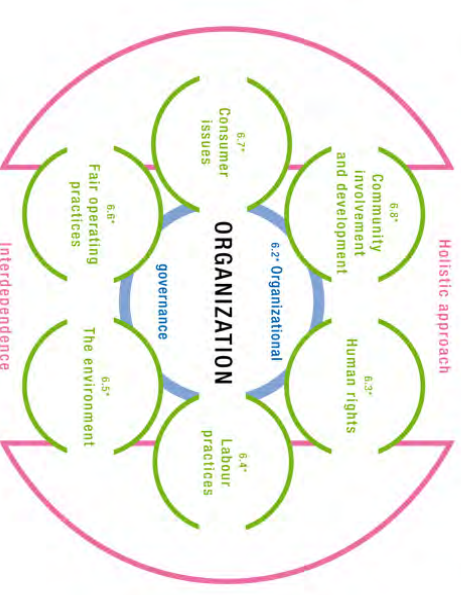 Holistic approach
6.8*
Community
involvement
and development
6.3*
Human rights
6.2* Organizational
6.7*
Consumer
issues
ORGANIZATION
6.4*
Labour
practices
governance
6.6*
Fair operating
practices
6.5*
The environment
Interdependence